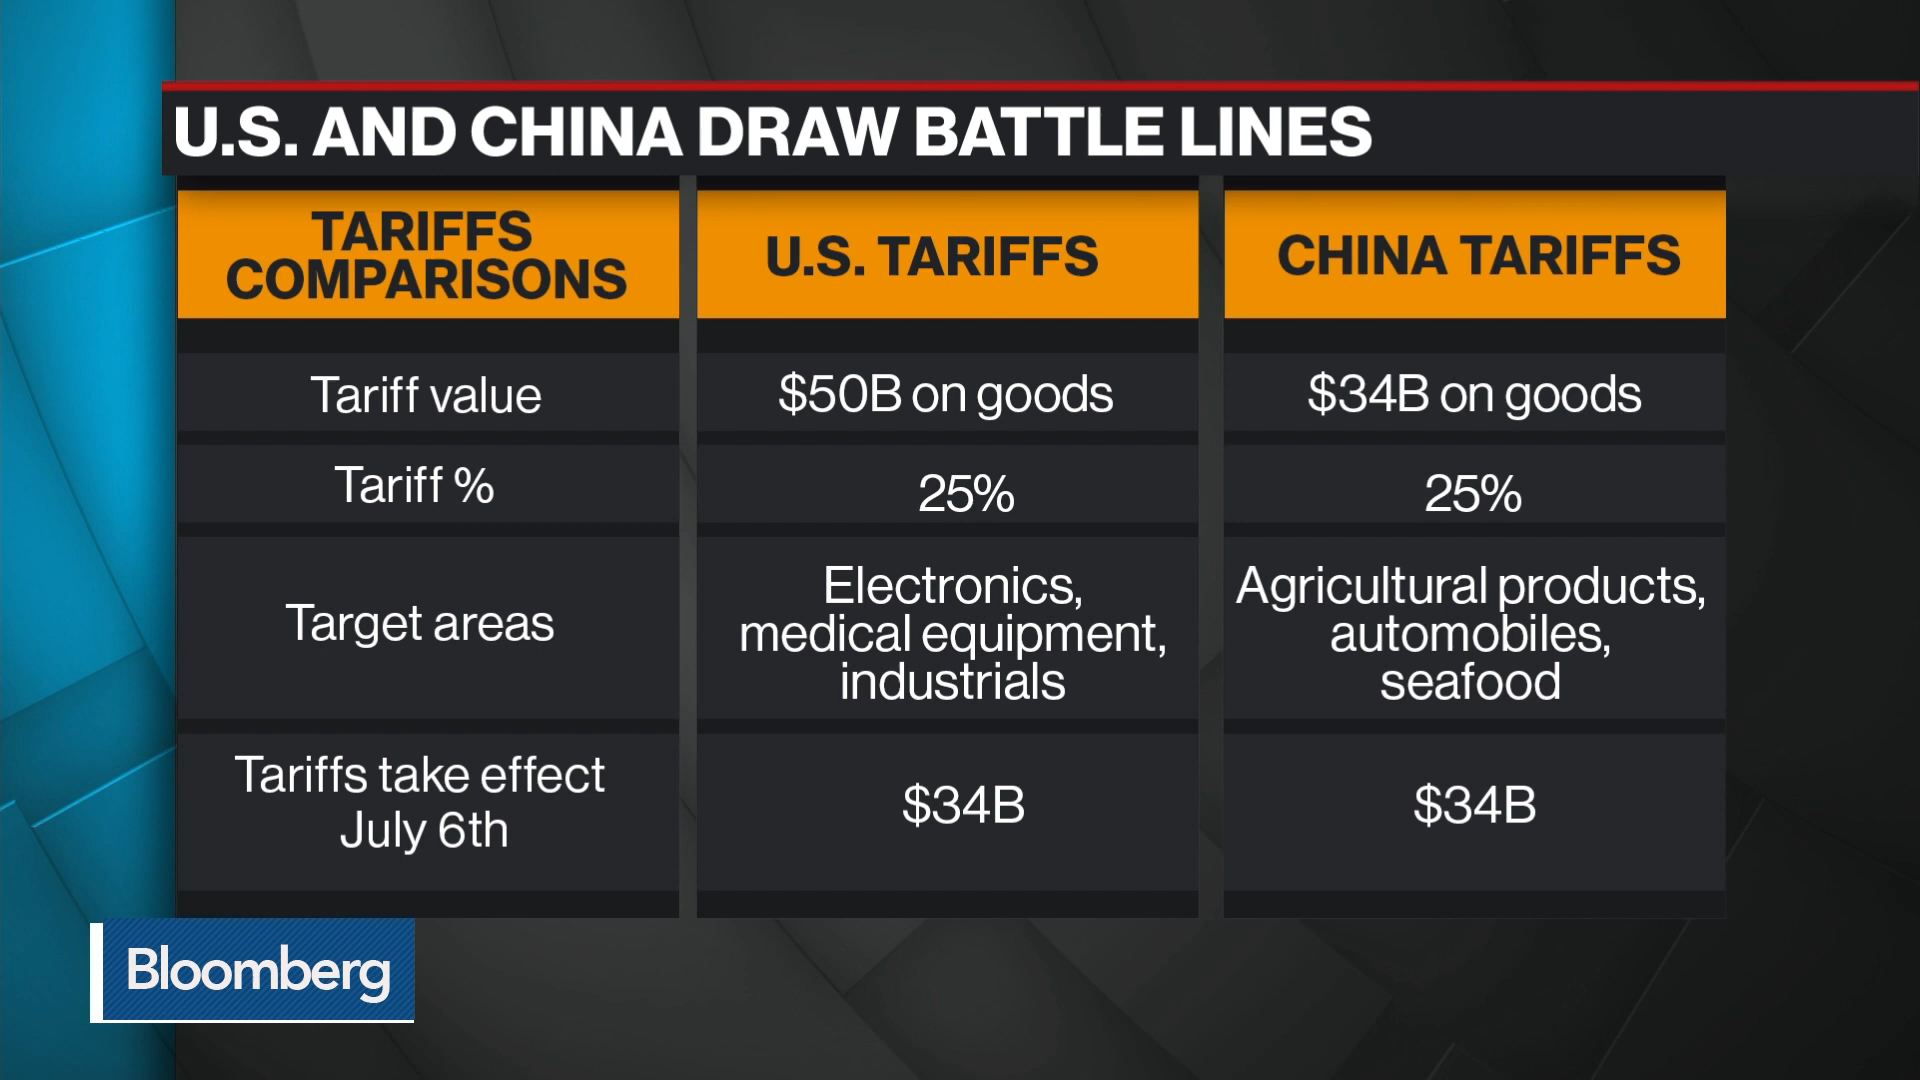 U.S. AND CHINA DRAW BATTLE LINES
TARIFFS
COMPARISONS
U.S. TARIFFS
CHINA TARIFFS
Tariff value
$50B on goods
$34B on goods
Tariff %
25%
25%
Target areas
Electronics,
medical equipment,
industrials
Agricultural products,
automobiles,
seafood
Tariffs take effect
July 6th
$34B
$34B
Bloomberg